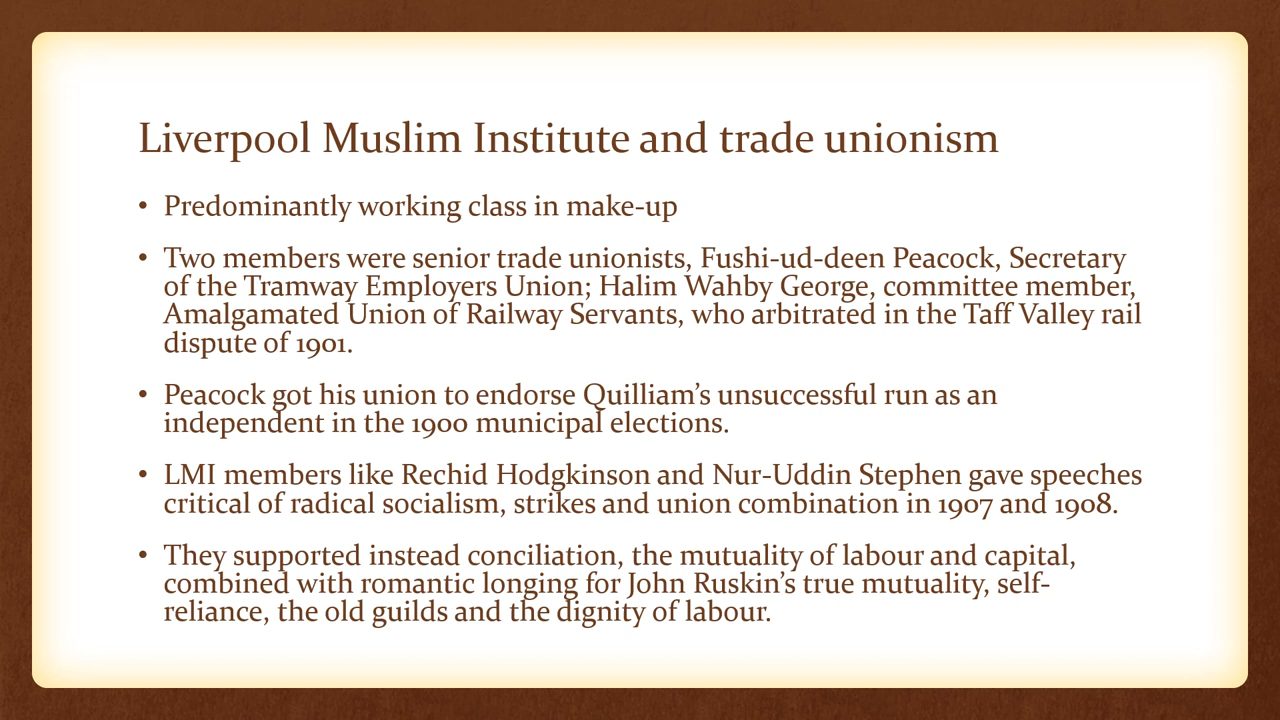 Liverpool Muslim Institute and trade unionism
• Predominantly working class in make-up
• Two members were senior trade unionists, Fushi-ud-deen Peacock, Secretary
of the Tramway Employers Union; Halim Wahby George, committee member,
Amalgamated Union of Railway Servants, who arbitrated in the Taff Valley rail
dispute of 1901.
• Peacock got his union to endorse Quilliam’s unsuccessful run as an
independent in the 1900 municipal elections.
• LMI members like Rechid Hodgkinson and Nur-Uddin Stephen gave speeches
critical of radical socialism, strikes and union combination in 1907 and 1908.
• They supported instead conciliation, the mutuality of labour and capital,
combined with romantic longing for John Ruskin’s true mutuality, self-
reliance, the old guilds and the dignity of labour.